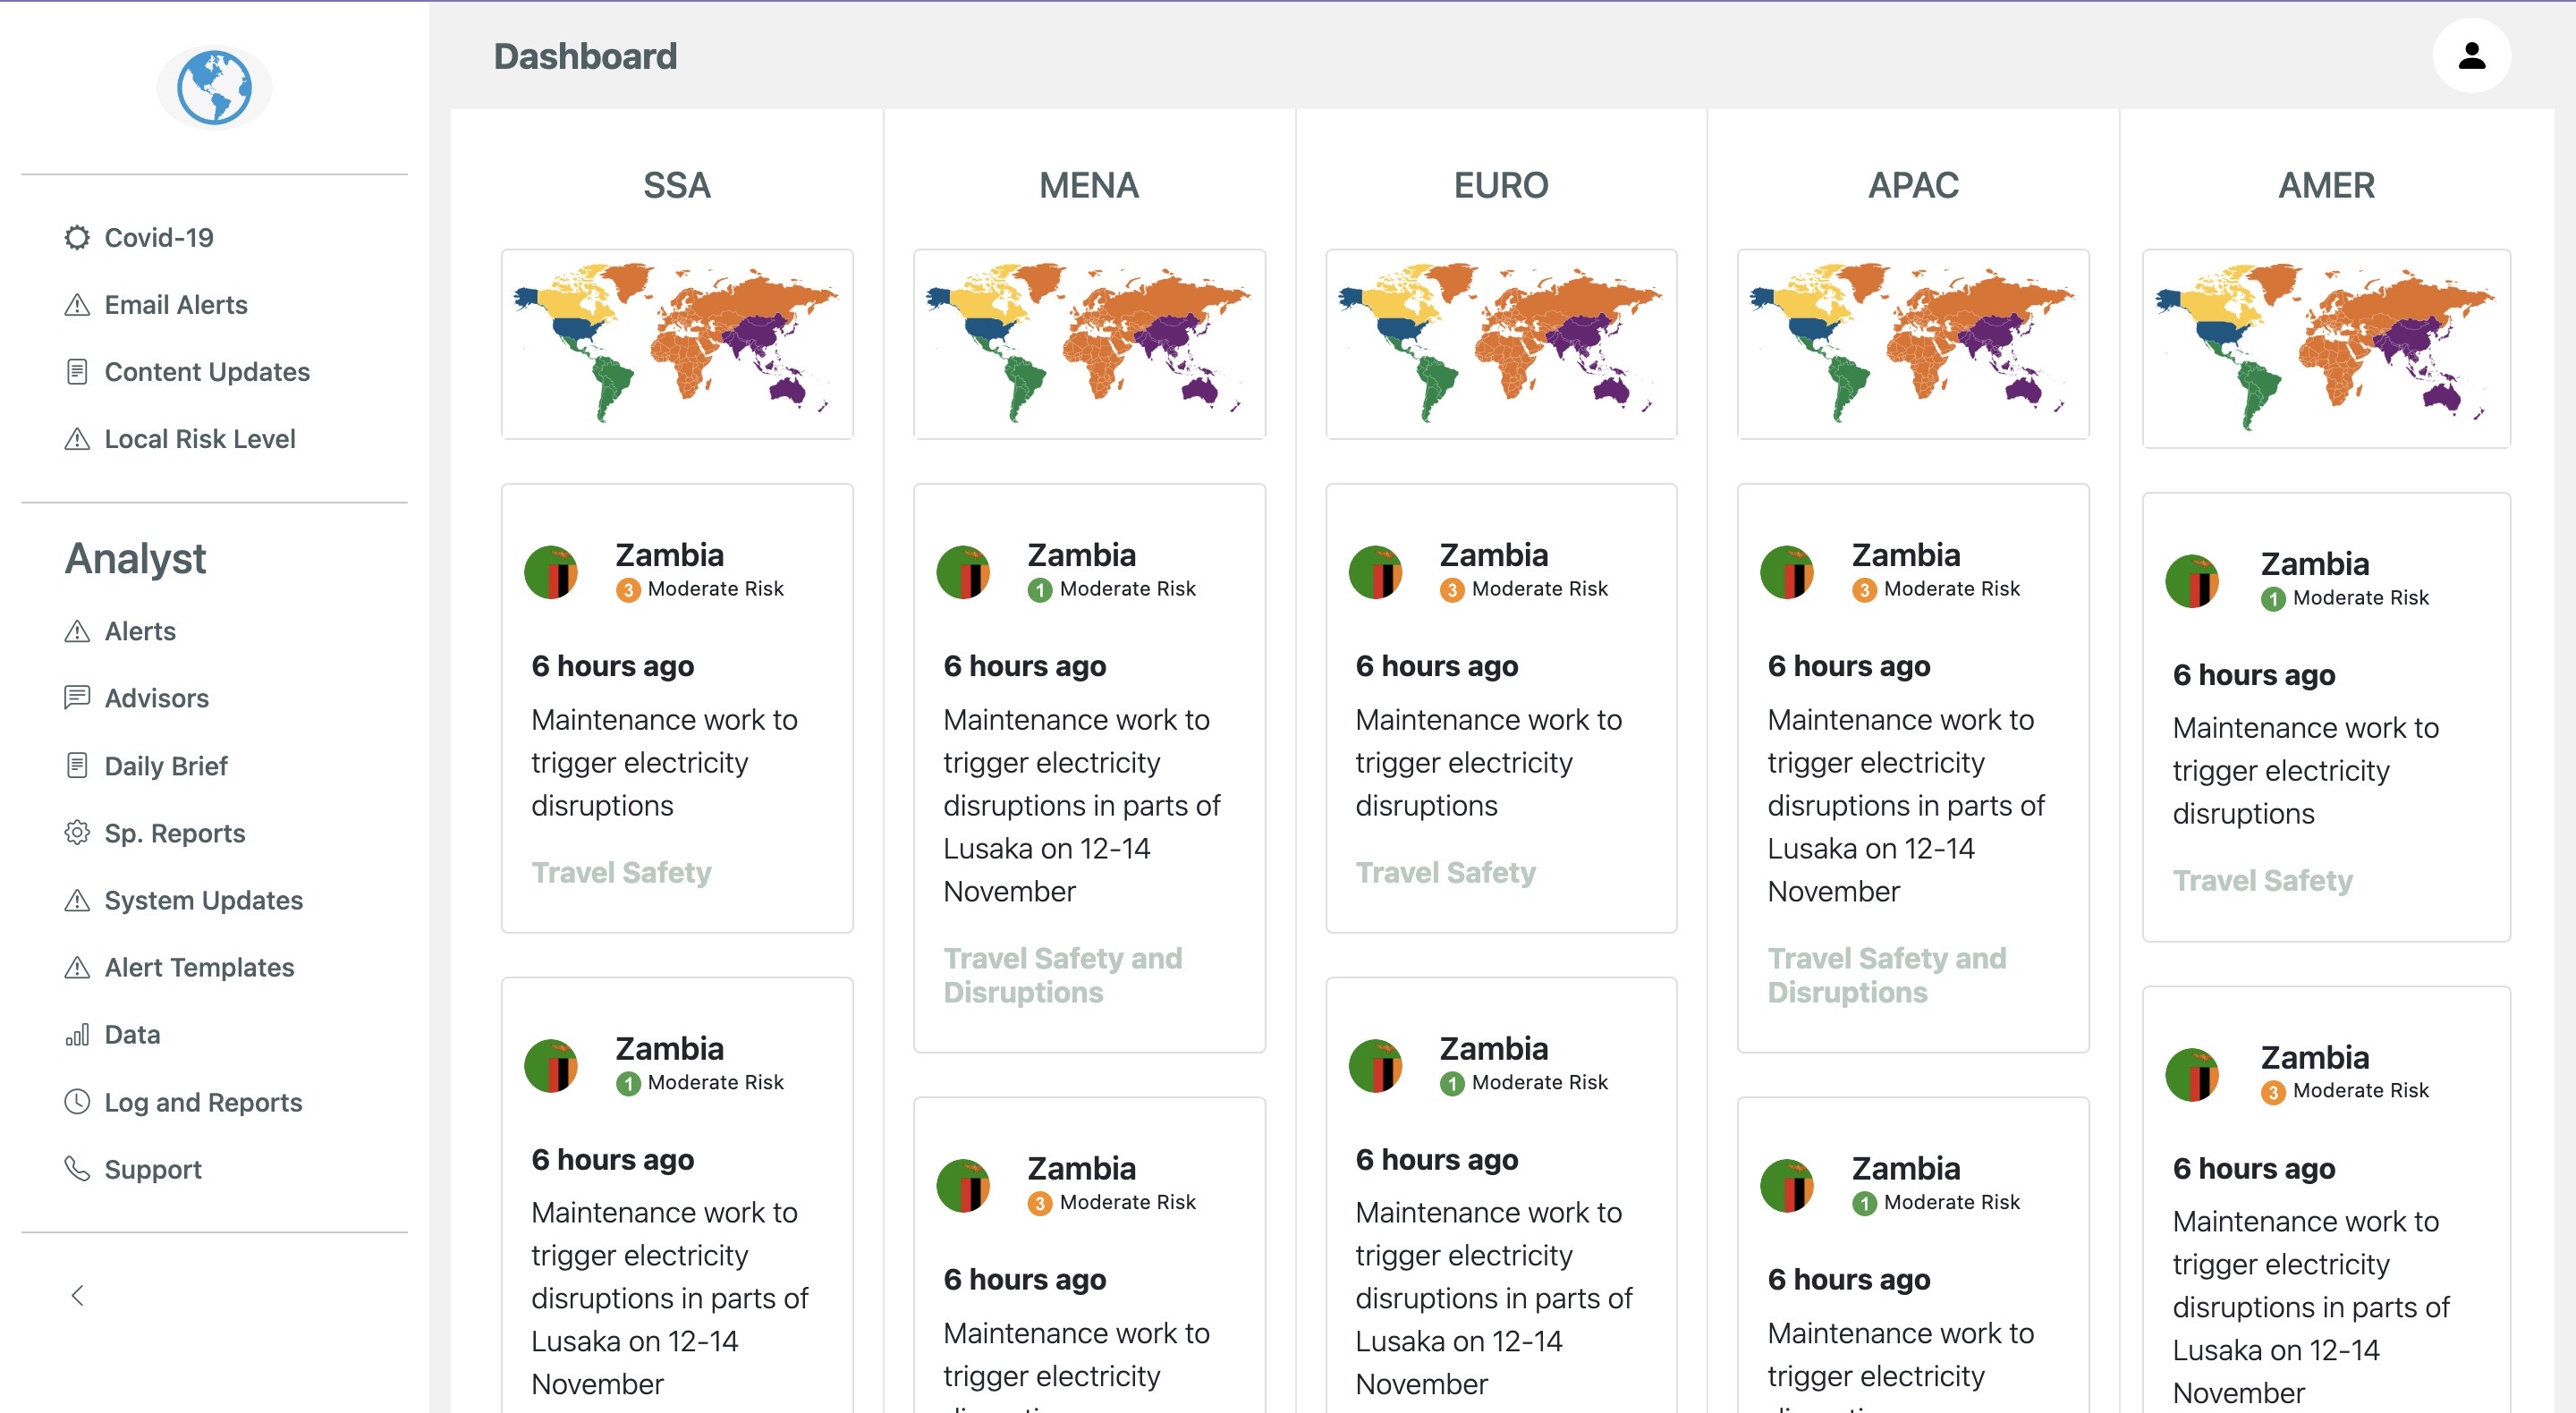 Dashboard
Covid-19
Email Alerts
Content Updates
Local Risk Level
Analyst
Alerts
Advisors
Daily Brief
Sp. Reports
System Updates
Alert Templates
Data
Log and Reports
Support
SSA
Zambia
3 Moderate Risk
6 hours ago
Maintenance work to
trigger electricity
disruptions
Travel Safety
Zambia
1 Moderate Risk
6 hours ago
Maintenance work to
trigger electricity
disruptions in parts of
Lusaka on 12-14
November
MENA
Zambia
1 Moderate Risk
6 hours ago
Maintenance work to
trigger electricity
disruptions in parts of
Lusaka on 12-14
November
Travel Safety and
Disruptions
Zambia
3 Moderate Risk
6 hours ago
Maintenance work to
trigger electricity
EURO
Zambia
3 Moderate Risk
6 hours ago
Maintenance work to
trigger electricity
disruptions
Travel Safety
Zambia
1 Moderate Risk
6 hours ago
Maintenance work to
trigger electricity
disruptions in parts of
Lusaka on 12-14
November
APAC
Zambia
3 Moderate Risk
6 hours ago
Maintenance work to
trigger electricity
disruptions in parts of
Lusaka on 12-14
November
Travel Safety and
Disruptions
Zambia
1 Moderate Risk
6 hours ago
Maintenance work to
trigger electricity
AMER
Zambia
1 Moderate Risk
6 hours ago
Maintenance work to
trigger electricity
disruptions
Travel Safety
Zambia
3 Moderate Risk
6 hours ago
Maintenance work to
trigger electricity
disruptions in parts of
Lusaka on 12-14
November